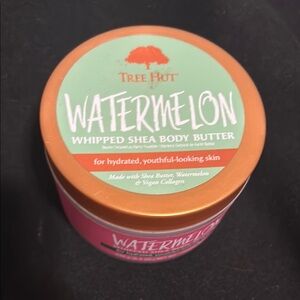 TREE HUT
WATERMELON
WHIPPED SHEA BODY BUTTER
for hydrated, youthful-looking skin
Made with Shea Butter, Watermelon
& Vegan Collagen
WATERMELON